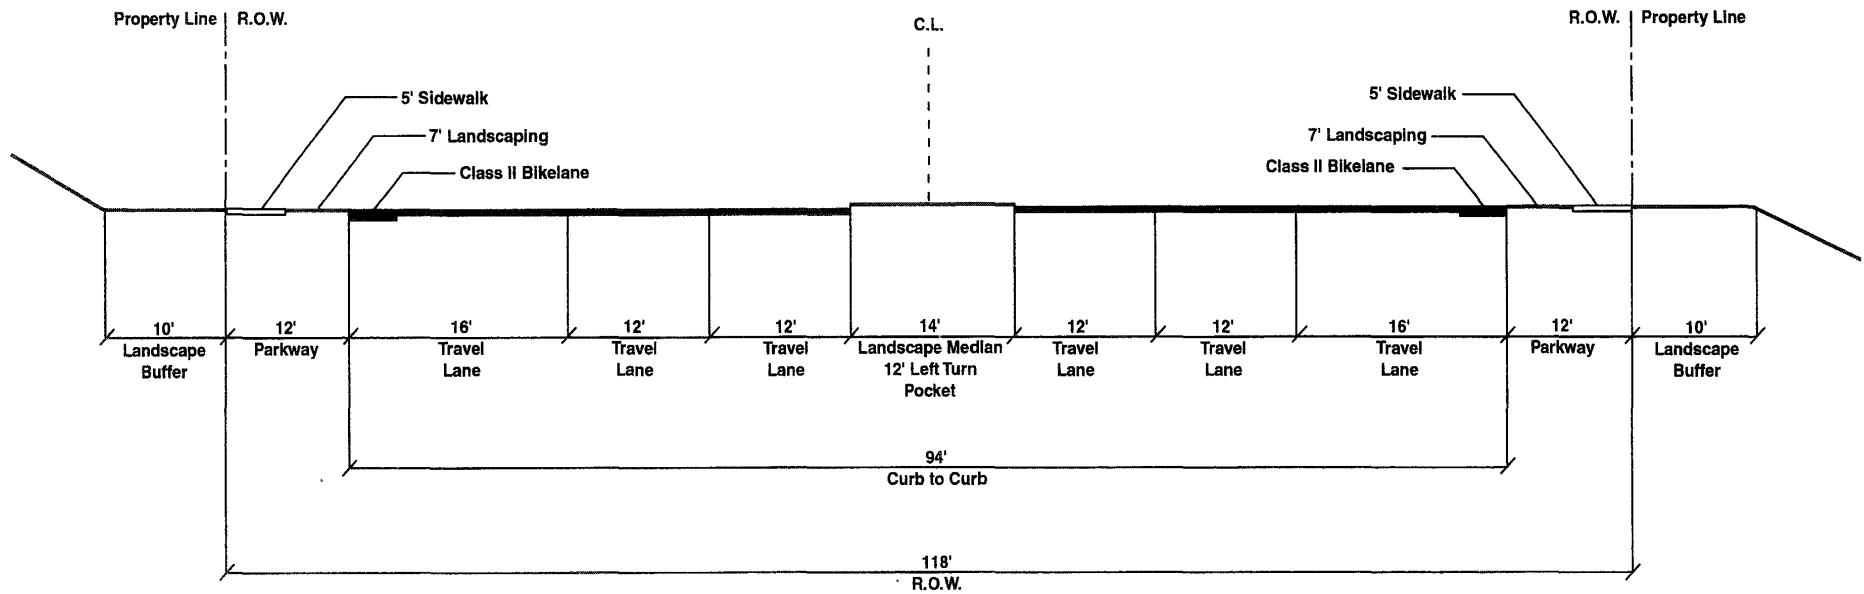 Property Line R.O.W.
C.L.
R.O.W. Property Line
5' Sidewalk
7' Landscaping
Class II Bikelane
5' Sidewalk
7' Landscaping
Class II Bikelane
10'
Landscape
Buffer
12'
Parkway
16'
Travel
Lane
12'
Travel
Lane
12'
Travel
Lane
14'
Landscape Median
12' Left Turn
Pocket
12'
Travel
Lane
12'
Travel
Lane
16'
Travel
Lane
12'
Parkway
10'
Landscape
Buffer
94'
Curb to Curb
118'
R.O.W.